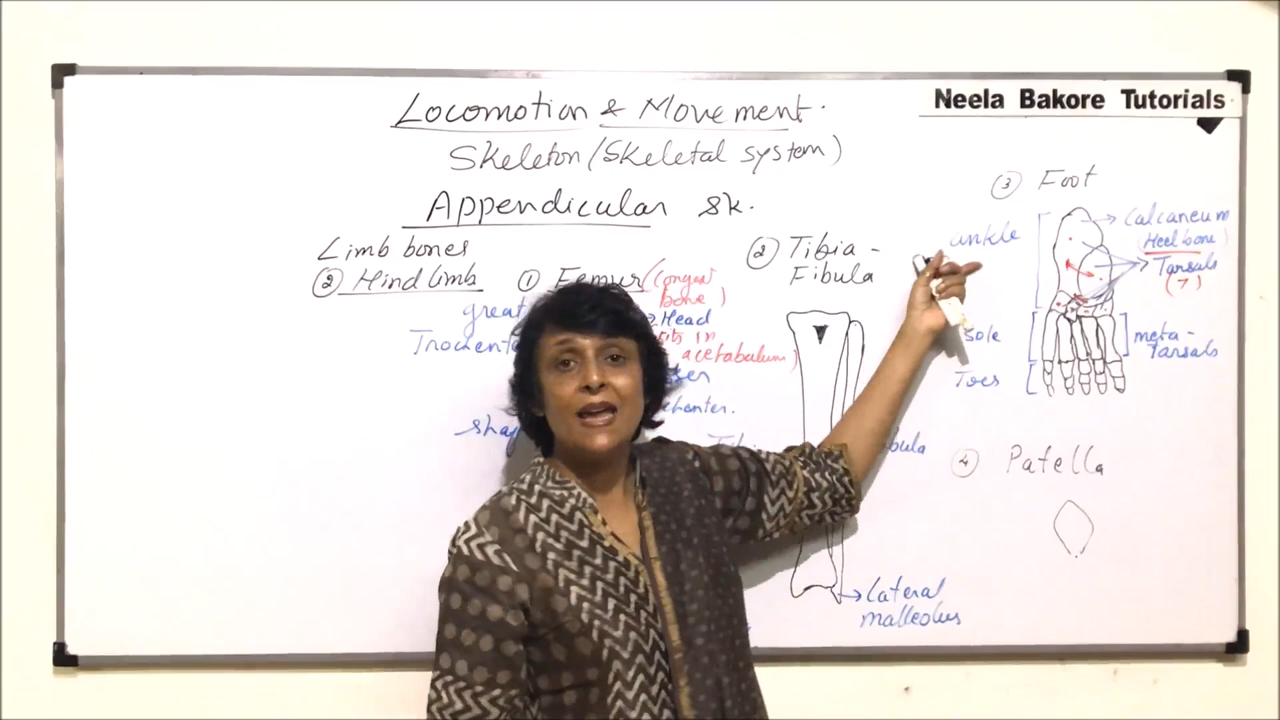 Neela Bakore Tutorials
Locomotion & Movement.
Skeleton (Skeletal system)
Appendicular sk.
Limb bones
② Hind limb
① Femur (longest
bone)
great
Head
sits in
acetabulum)
② Tibia -
Fibula
Lateral
malleolus
③ Foot
ankle
Calcaneum
(Heel bone)
Tarsals
(7)
sole
meta -
Tarsals
Toes
④ Patella